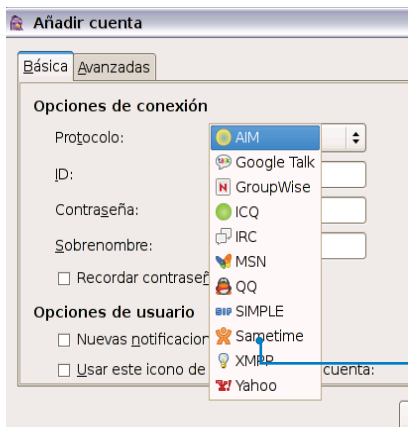 Añadir cuenta
Básica Avanzadas
Opciones de conexión
Protocolo: AIM
Google Talk
ID:
GroupWise
Contraseña: ICQ
IRC
Sobrenombre:
MSN
Recordar contraseñ
QQ
Opciones de usuario SIMPLE
Nuevas notificacion Sametime
XMPP
Usar este icono de cuenta:
Yahoo